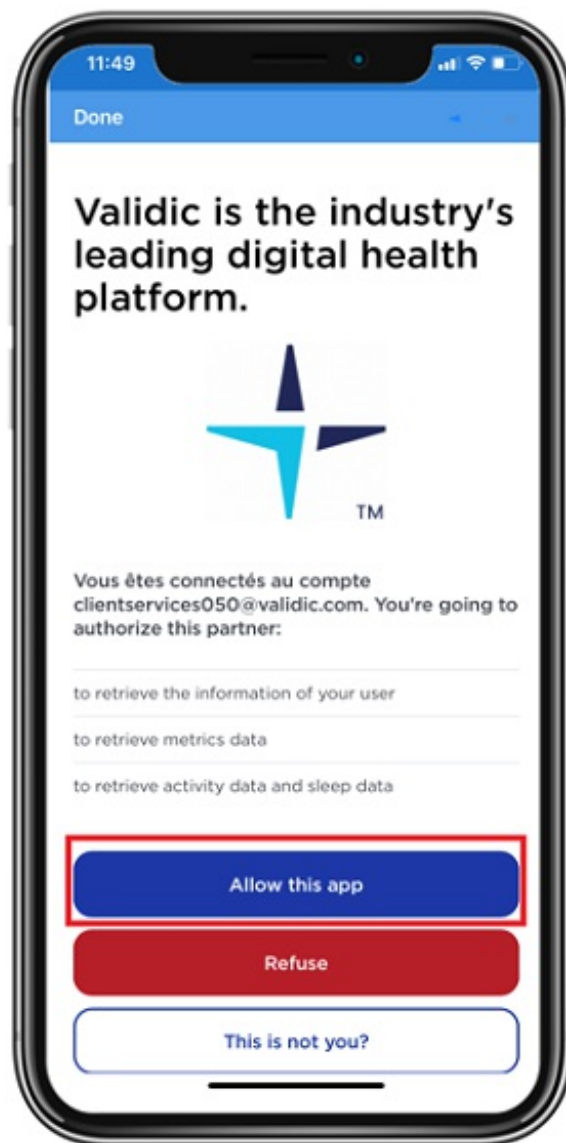 11:49
Done
Validic is the industry's
leading digital health
platform.
TM
Vous êtes connectés au compte
clientservices050@validic.com. You're going to
authorize this partner:
to retrieve the information of your user
to retrieve metrics data
to retrieve activity data and sleep data
Allow this app
Refuse
This is not you?